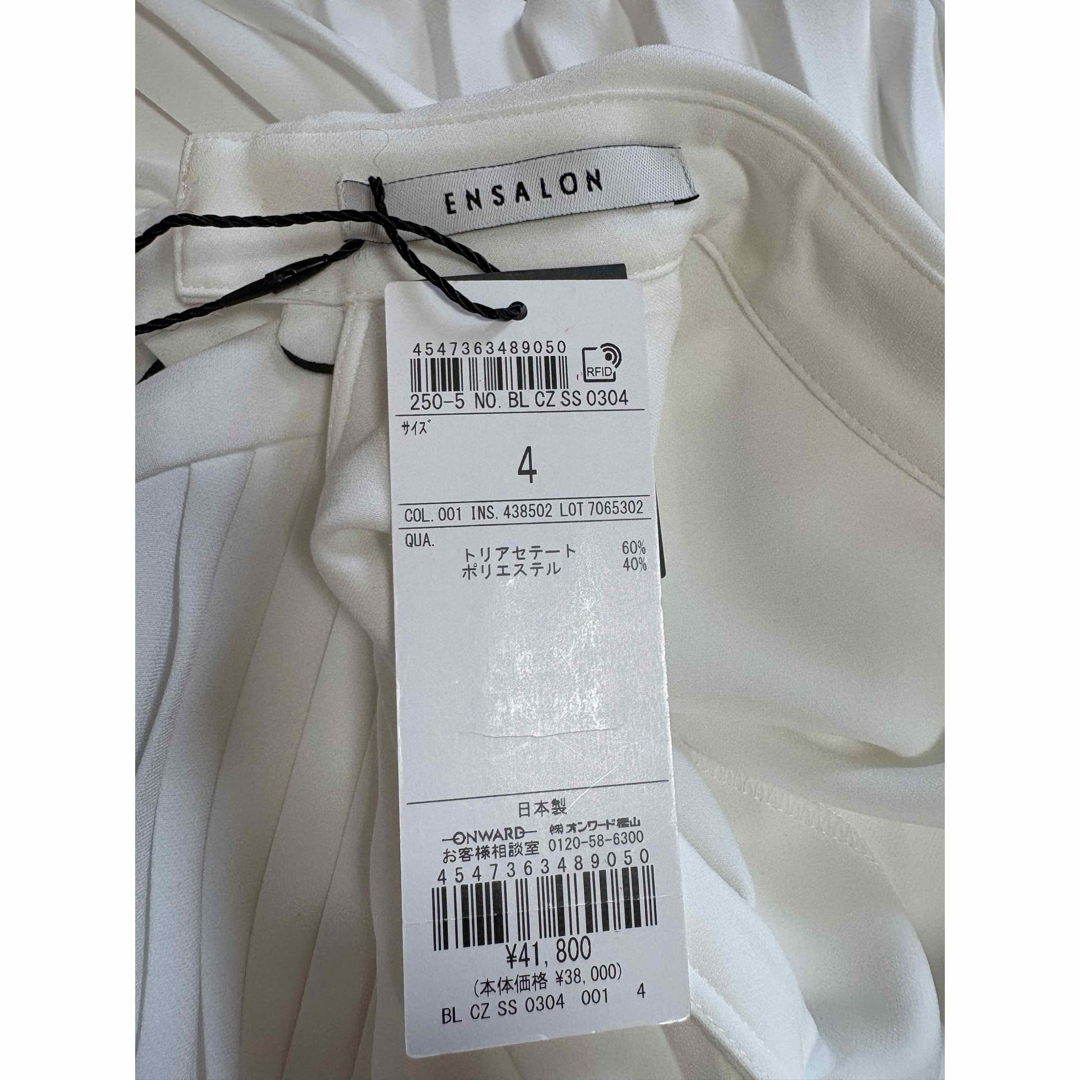 ENSALON
4547363489050
RFID
250-5 NO. BL CZ SS 0304
サイズ
4
COL. 001 INS. 438502 LOT 7065302
QUA.
トリアセテート 60%
ポリエステル 40%
日本製
ONWARD ㈱オンワード樫山
お客様相談室 0120-58-6300
4547363489050
¥41,800
(本体価格 ¥38,000)
BL CZ SS 0304 001 4